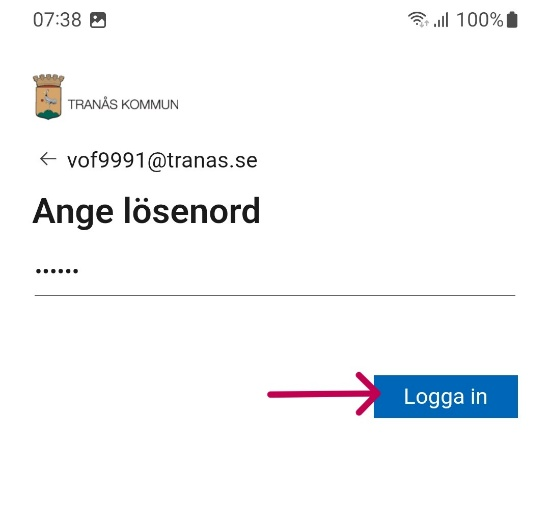 07:38 100%
TRANÅS KOMMUN
← vof9991@tranas.se
Ange lösenord
••••••
Logga in